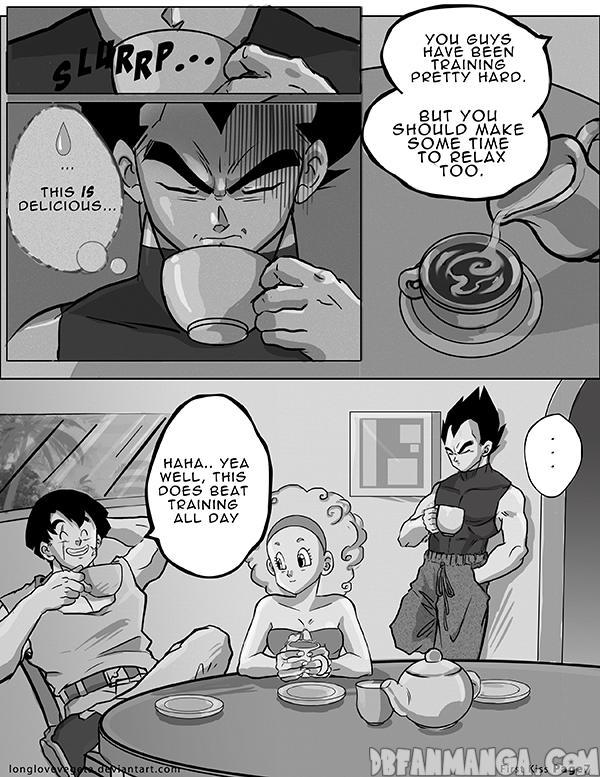 SLURRP...
...
THIS IS
DELICIOUS...
YOU GUYS
HAVE BEEN
TRAINING
PRETTY HARD.
BUT YOU
SHOULD MAKE
SOME TIME
TO RELAX
TOO.
HAHA.. YEA
WELL, THIS
DOES BEAT
TRAINING
ALL DAY
...
longlovevegeta.deviantart.com
First Kiss Page7
DBFANMANGA.COM